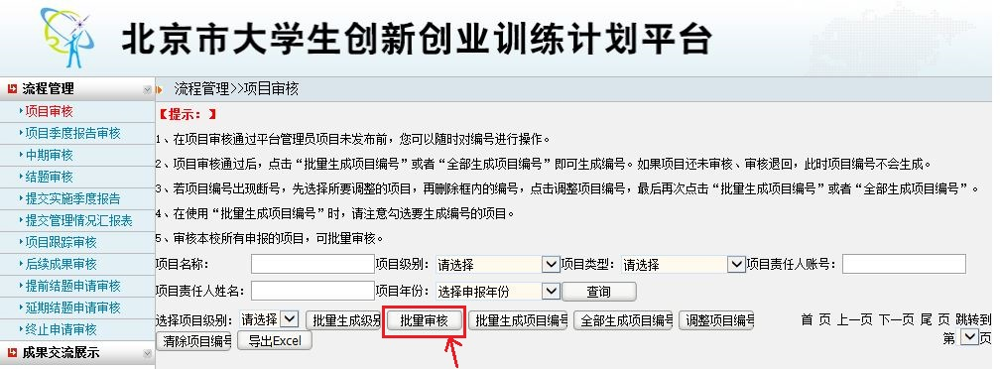 北京市大学生创新创业训练计划平台
流程管理
项目审核
项目季度报告审核
中期审核
结题审核
提交实施季度报告
提交管理情况汇报表
项目跟踪审核
后续成果审核
提前结题申请审核
延期结题申请审核
终止申请审核
成果交流展示
流程管理>>项目审核
【提示：】
1、在项目审核通过平台管理员项目未发布前，您可以随时对编号进行操作。
2、项目审核通过后，点击“批量生成项目编号”或者“全部生成项目编号”即可生成编号。如果项目还未审核、审核退回，此时项目编号不会生成。
3、若项目编号出现断号，先选择所要调整的项目，再删除框内的编号，点击调整项目编号，最后再次点击“批量生成项目编号”或者“全部生成项目编号”。
4、在使用“批量生成项目编号”时，请注意勾选要生成编号的项目。
5、审核本校所有申报的项目，可批量审核。
项目名称： 项目级别：请选择 项目类型：请选择 项目责任人账号：
项目责任人姓名： 项目年份：选择申报年份 查询
选择项目级别：请选择 批量生成级别 批量审核 批量生成项目编号 全部生成项目编号 调整项目编号 首 页 上一页 下一页 尾 页 跳转到
清除项目编号 导出Excel 第 页